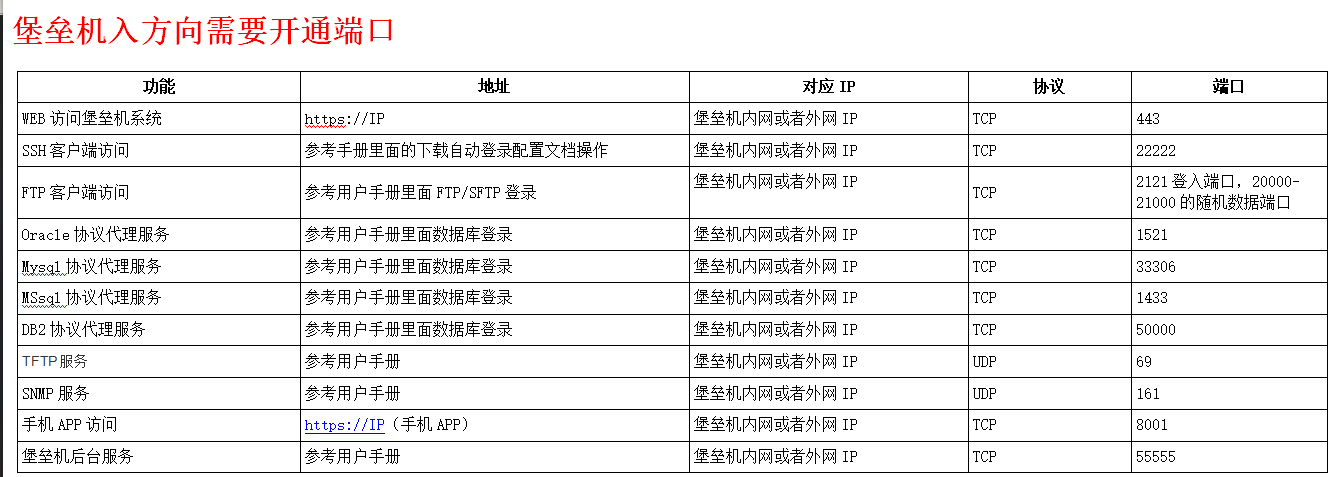 堡垒机入方向需要开通端口
功能 地址 对应 IP 协议 端口
WEB 访问堡垒机系统 https://IP 堡垒机内网或者外网 IP TCP 443
SSH 客户端访问 参考手册里面的下载自动登录配置文档操作 堡垒机内网或者外网 IP TCP 22222
FTP 客户端访问 参考用户手册里面 FTP/SFTP 登录 堡垒机内网或者外网 IP TCP 2121 登入端口，20000-
21000 的随机数据端口
Oracle 协议代理服务 参考用户手册里面数据库登录 堡垒机内网或者外网 IP TCP 1521
Mysql 协议代理服务 参考用户手册里面数据库登录 堡垒机内网或者外网 IP TCP 33306
MSsql 协议代理服务 参考用户手册里面数据库登录 堡垒机内网或者外网 IP TCP 1433
DB2 协议代理服务 参考用户手册里面数据库登录 堡垒机内网或者外网 IP TCP 50000
TFTP 服务 参考用户手册 堡垒机内网或者外网 IP UDP 69
SNMP 服务 参考用户手册 堡垒机内网或者外网 IP UDP 161
手机 APP 访问 https://IP（手机 APP） 堡垒机内网或者外网 IP TCP 8001
堡垒机后台服务 参考用户手册 堡垒机内网或者外网 IP TCP 55555